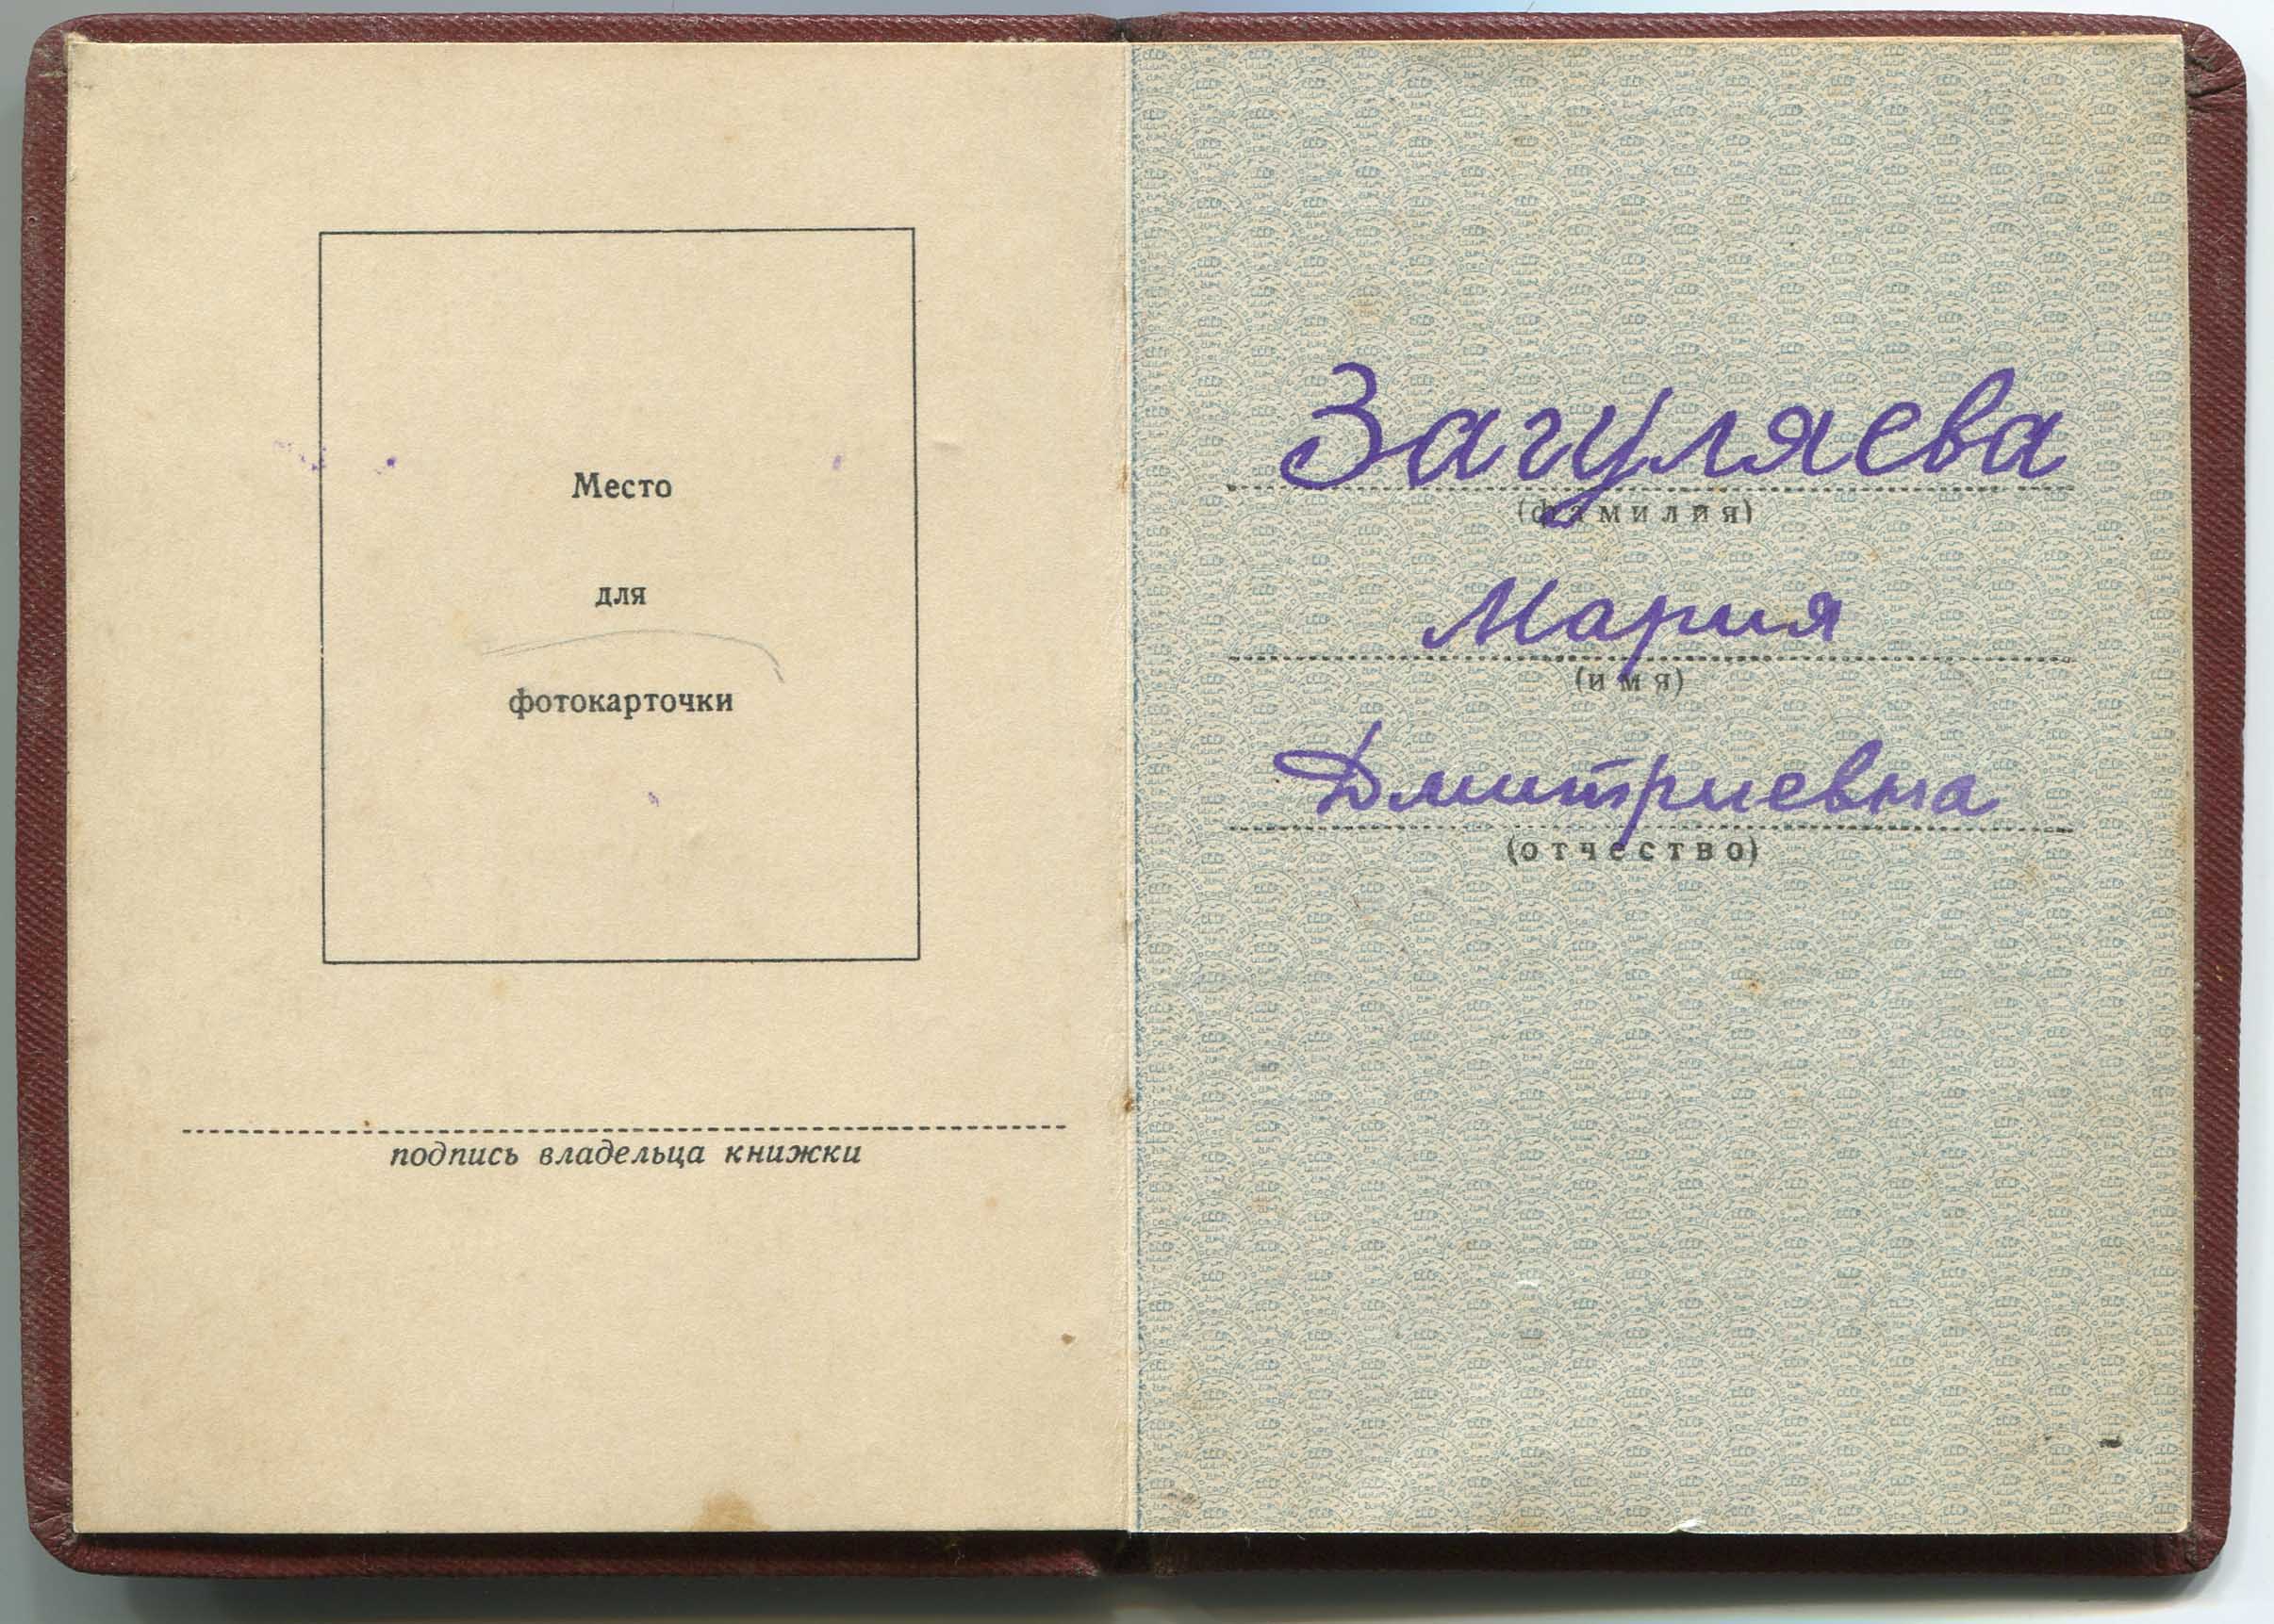 Место
для
фотокарточки
подпись владельца книжки
Загуляева
(фамилия)
Мария
(имя)
Дмитриевна
(отчество)